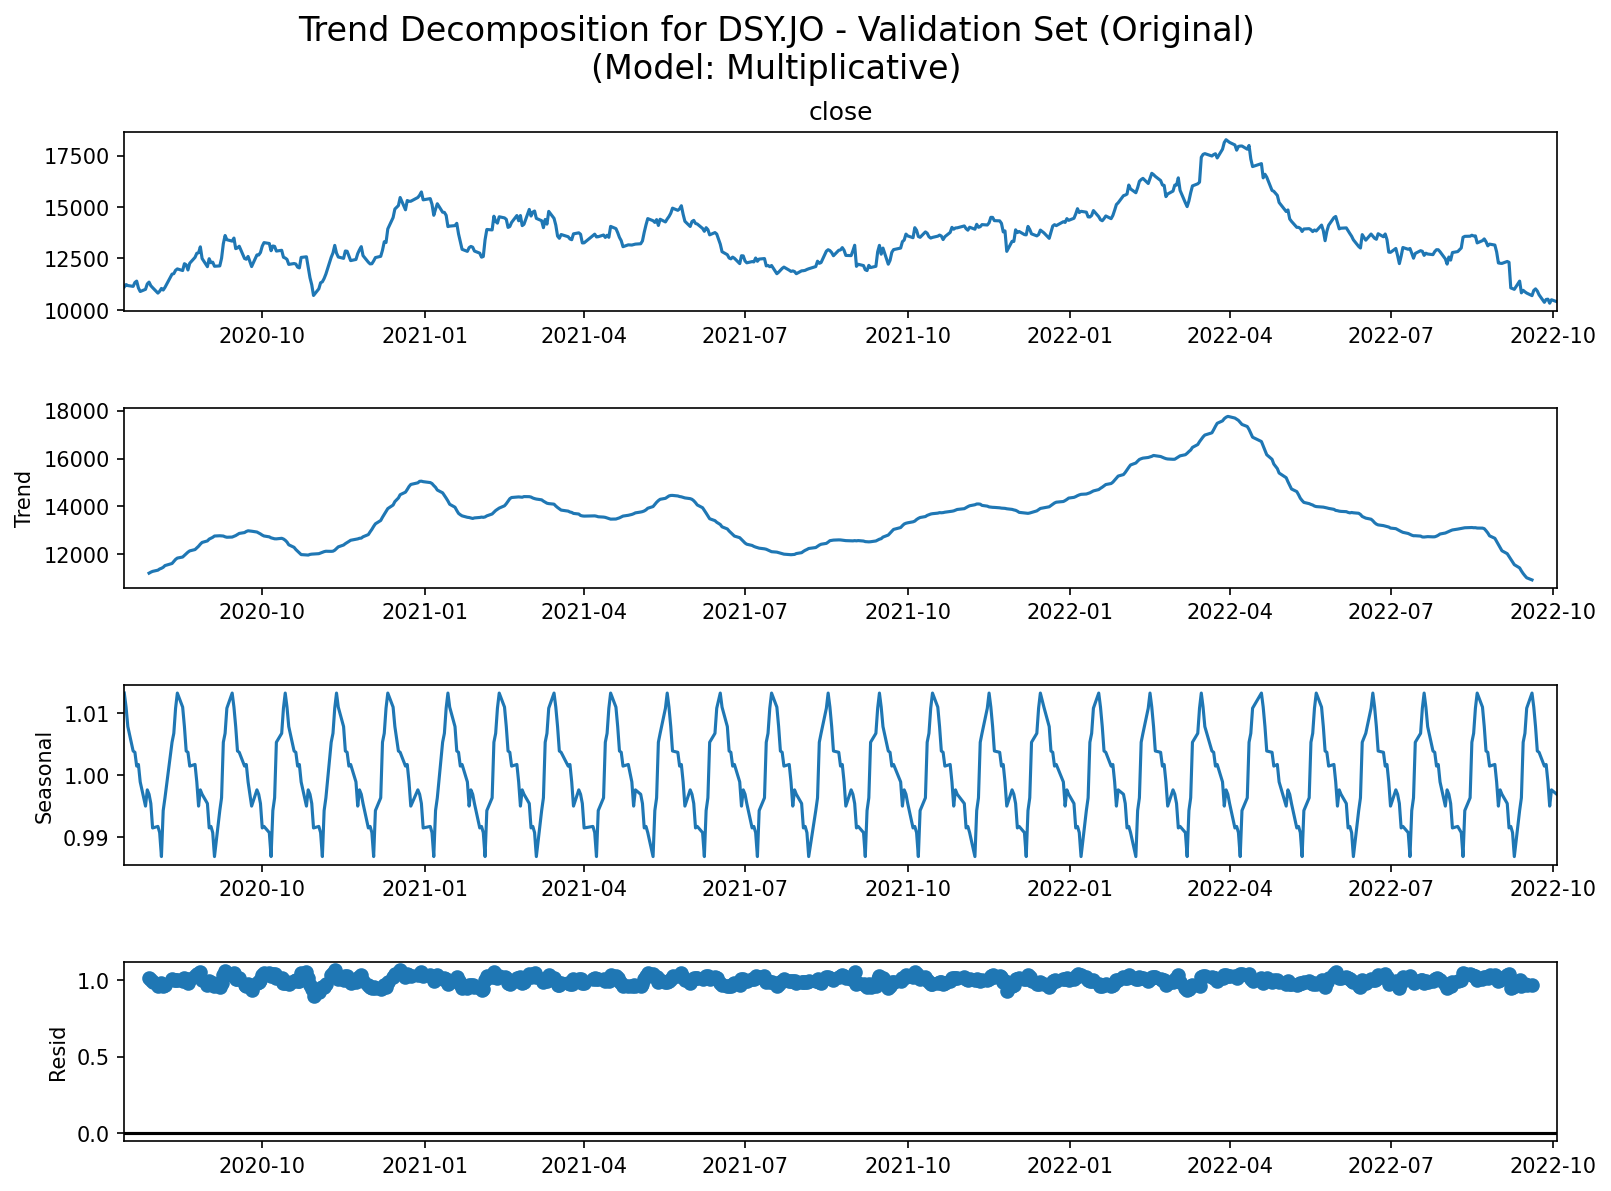 Trend Decomposition for DSY.JO - Validation Set (Original)
(Model: Multiplicative)
close
17500
15000
12500
10000
2020-10 2021-01 2021-04 2021-07 2021-10 2022-01 2022-04 2022-07 2022-10
Trend
18000
16000
14000
12000
2020-10 2021-01 2021-04 2021-07 2021-10 2022-01 2022-04 2022-07 2022-10
Seasonal
1.01
1.00
0.99
2020-10 2021-01 2021-04 2021-07 2021-10 2022-01 2022-04 2022-07 2022-10
Resid
1.0
0.5
0.0
2020-10 2021-01 2021-04 2021-07 2021-10 2022-01 2022-04 2022-07 2022-10